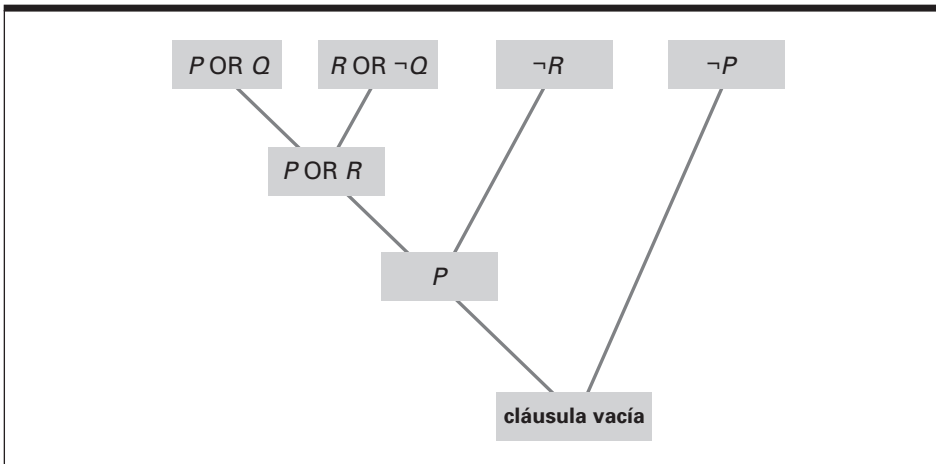 P OR Q
R OR ¬Q
¬R
¬P
P OR R
P
cláusula vacía